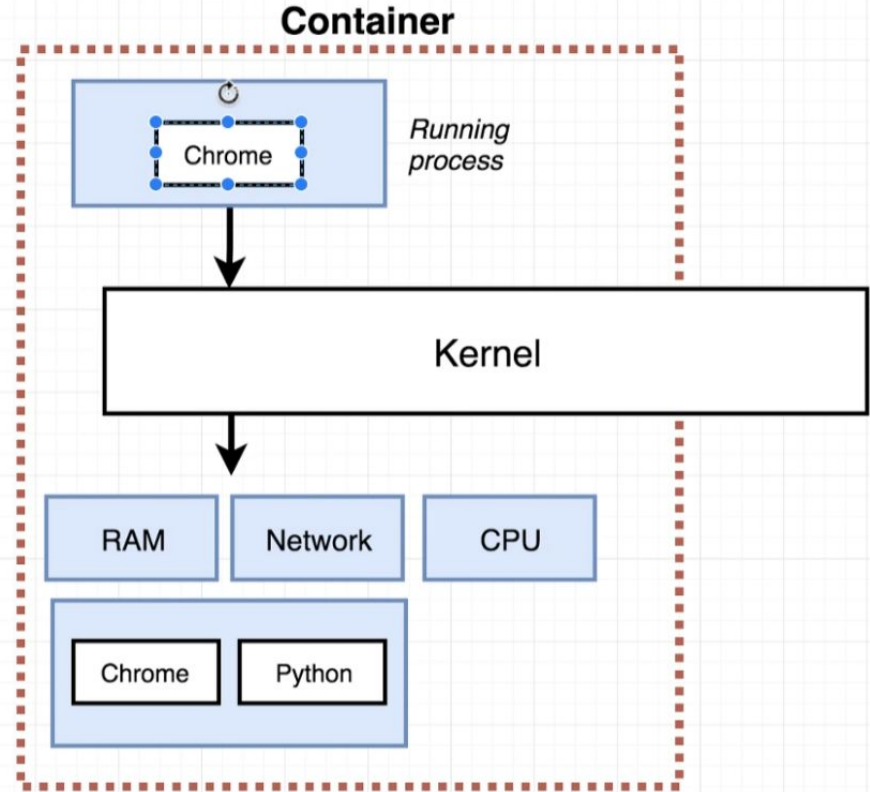 Container
Chrome
Running
process
Kernel
RAM
Network
CPU
Chrome
Python